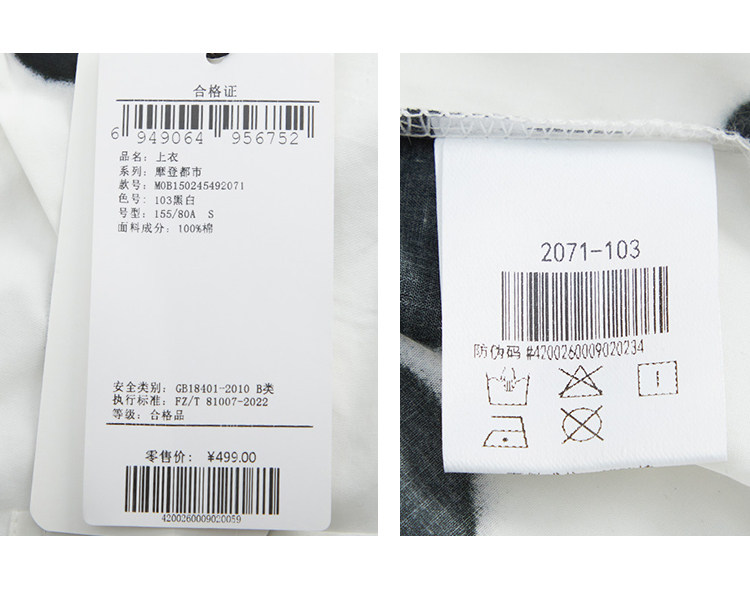 合格证
6 949064 956752
品名: 上衣
系列: 摩登都市
款号: MOB150245492071
色号: 103黑白
号型: 155/80A S
面料成分: 100%棉
安全类别: GB18401-2010 B类
执行标准: FZ/T 81007-2022
等级: 合格品
零售价: ¥499.00
4200260009020059
2071-103
防伪码 #4200260009020234